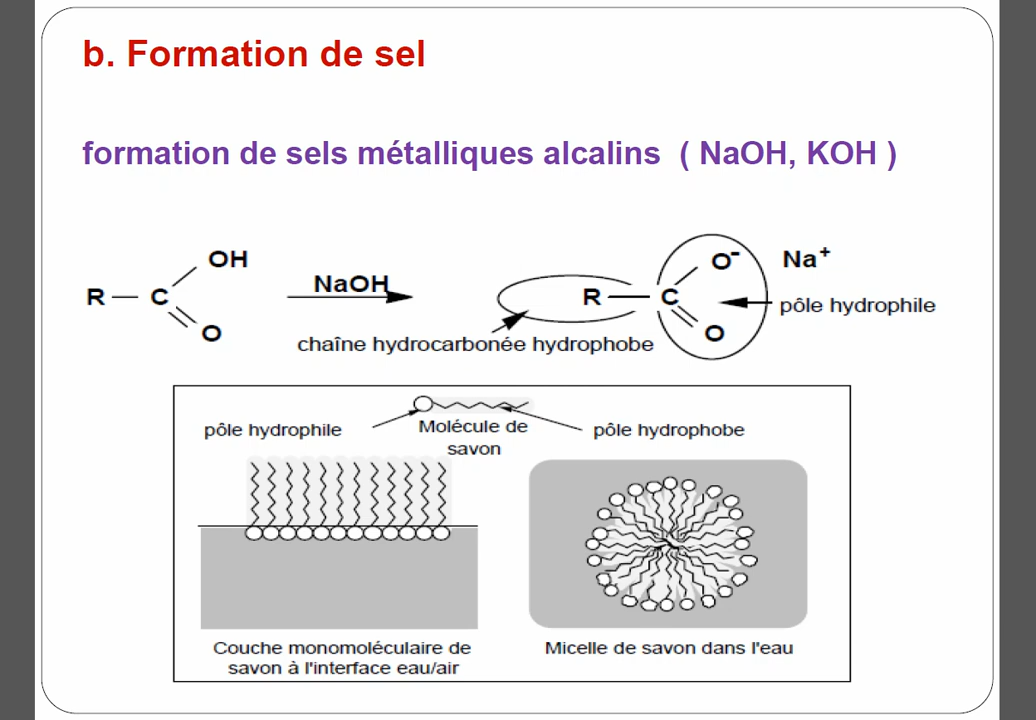 b. Formation de sel
formation de sels métalliques alcalins ( NaOH, KOH )
OH
R — C
O
NaOH
R — C
O⁻
O
Na⁺
pôle hydrophile
chaîne hydrocarbonée hydrophobe
pôle hydrophile
Molécule de
savon
pôle hydrophobe
Couche monomoléculaire de
savon à l'interface eau/air
Micelle de savon dans l'eau